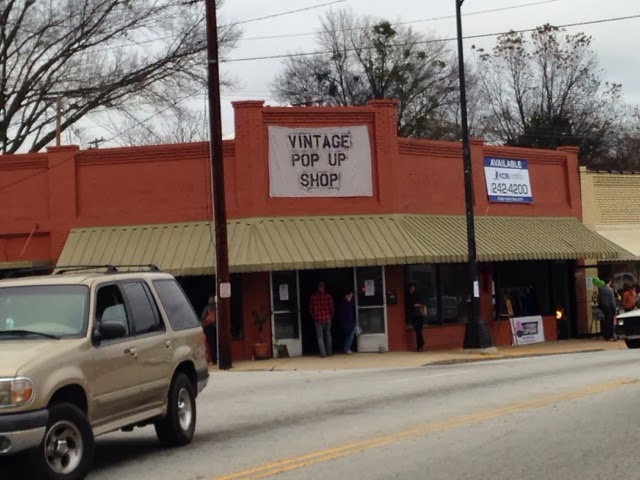 VINTAGE
POP UP
SHOP
AVAILABLE
242-4200